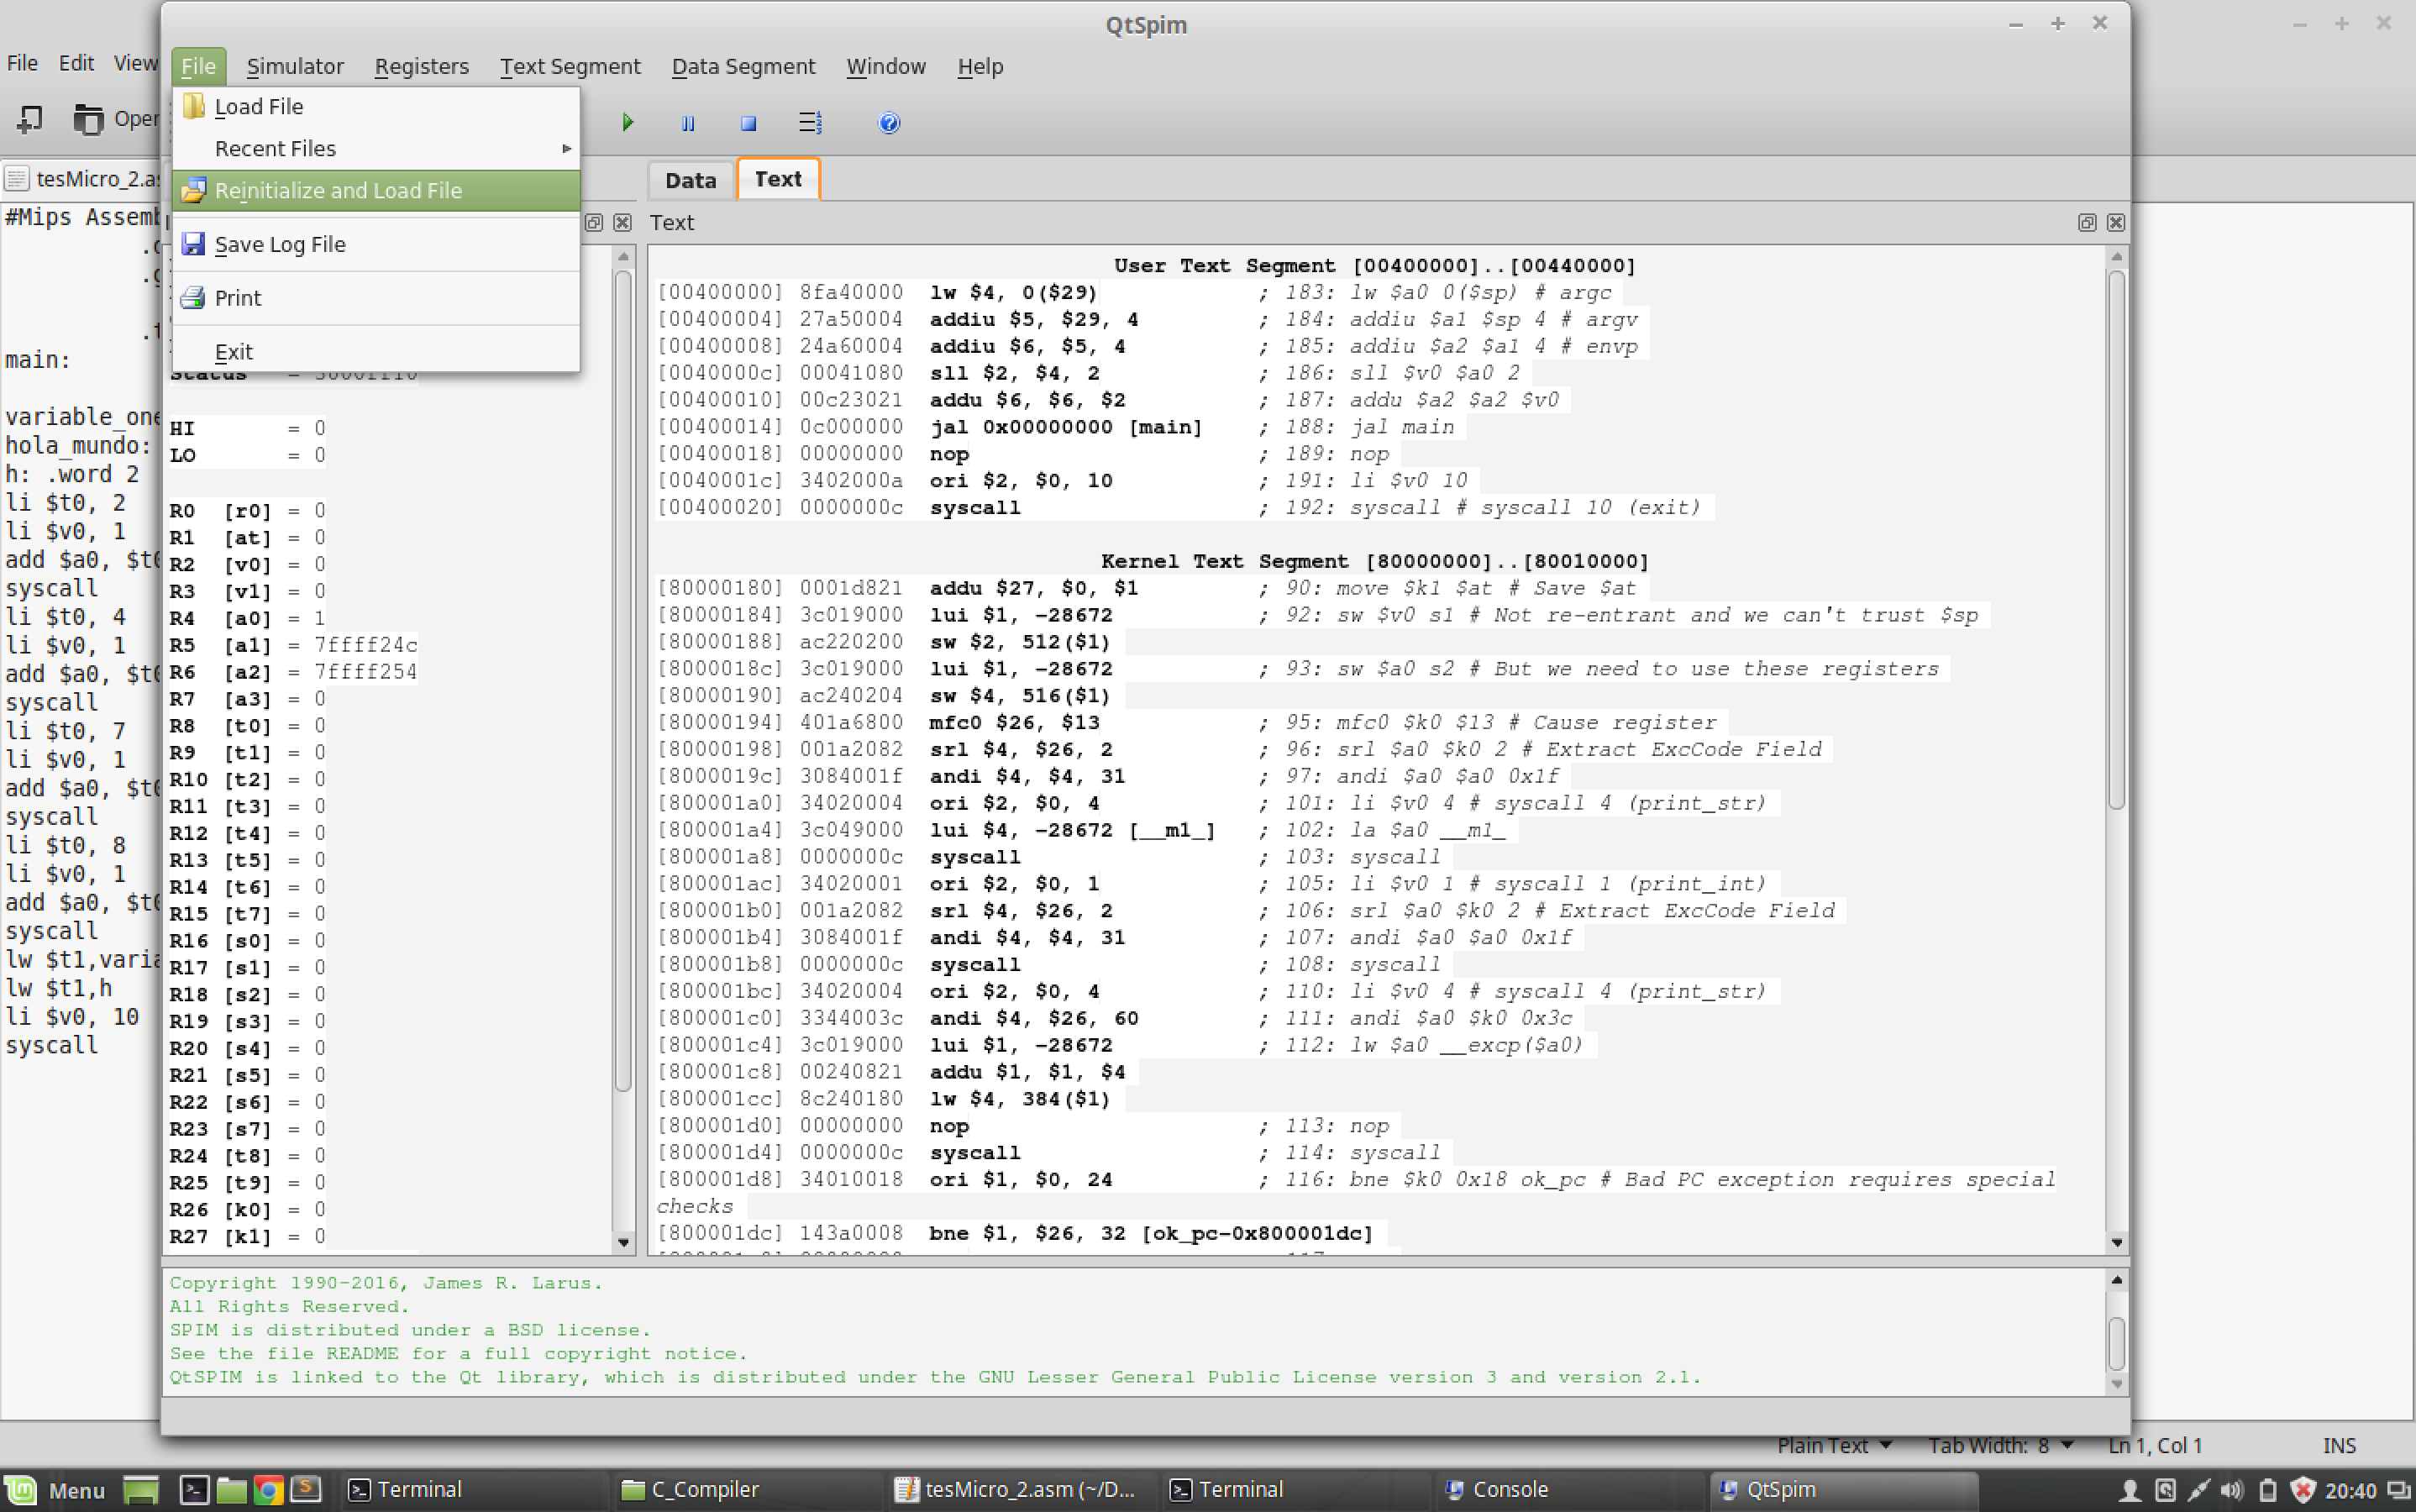 QtSpim
File Edit View
File Simulator Registers Text Segment Data Segment Window Help
Load File
Recent Files
Reinitialize and Load File
Save Log File
Print
Exit
Data Text
Text
tesMicro_2.as
#Mips Assemb
main:
variable_one
hola_mundo:
h: .word 2
li $t0, 2
li $v0, 1
add $a0, $t0
syscall
li $t0, 4
li $v0, 1
add $a0, $t0
syscall
li $t0, 7
li $v0, 1
add $a0, $t0
syscall
li $t0, 8
li $v0, 1
add $a0, $t0
syscall
lw $t1,varia
lw $t1,h
li $v0, 10
syscall
Status = 3000ff10
HI = 0
LO = 0
R0 [r0] = 0
R1 [at] = 0
R2 [v0] = 0
R3 [v1] = 0
R4 [a0] = 1
R5 [a1] = 7ffff24c
R6 [a2] = 7ffff254
R7 [a3] = 0
R8 [t0] = 0
R9 [t1] = 0
R10 [t2] = 0
R11 [t3] = 0
R12 [t4] = 0
R13 [t5] = 0
R14 [t6] = 0
R15 [t7] = 0
R16 [s0] = 0
R17 [s1] = 0
R18 [s2] = 0
R19 [s3] = 0
R20 [s4] = 0
R21 [s5] = 0
R22 [s6] = 0
R23 [s7] = 0
R24 [t8] = 0
R25 [t9] = 0
R26 [k0] = 0
R27 [k1] = 0
User Text Segment [00400000]..[00440000]
[00400000] 8fa40000 lw $4, 0($29) ; 183: lw $a0 0($sp) # argc
[00400004] 27a50004 addiu $5, $29, 4 ; 184: addiu $a1 $sp 4 # argv
[00400008] 24a60004 addiu $6, $5, 4 ; 185: addiu $a2 $a1 4 # envp
[0040000c] 00041080 sll $2, $4, 2 ; 186: sll $v0 $a0 2
[00400010] 00c23021 addu $6, $6, $2 ; 187: addu $a2 $a2 $v0
[00400014] 0c000000 jal 0x00000000 [main] ; 188: jal main
[00400018] 00000000 nop ; 189: nop
[0040001c] 3402000a ori $2, $0, 10 ; 191: li $v0 10
[00400020] 0000000c syscall ; 192: syscall # syscall 10 (exit)
Kernel Text Segment [80000000]..[80010000]
[80000180] 0001d821 addu $27, $0, $1 ; 90: move $k1 $at # Save $at
[80000184] 3c019000 lui $1, -28672 ; 92: sw $v0 s1 # Not re-entrant and we can't trust $sp
[80000188] ac220200 sw $2, 512($1)
[8000018c] 3c019000 lui $1, -28672 ; 93: sw $a0 s2 # But we need to use these registers
[80000190] ac240204 sw $4, 516($1)
[80000194] 401a6800 mfc0 $26, $13 ; 95: mfc0 $k0 $13 # Cause register
[80000198] 001a2082 srl $4, $26, 2 ; 96: srl $a0 $k0 2 # Extract ExcCode Field
[8000019c] 3084001f andi $4, $4, 31 ; 97: andi $a0 $a0 0x1f
[800001a0] 34020004 ori $2, $0, 4 ; 101: li $v0 4 # syscall 4 (print_str)
[800001a4] 3c049000 lui $4, -28672 [__m1_] ; 102: la $a0 __m1_
[800001a8] 0000000c syscall ; 103: syscall
[800001ac] 34020001 ori $2, $0, 1 ; 105: li $v0 1 # syscall 1 (print_int)
[800001b0] 001a2082 srl $4, $26, 2 ; 106: srl $a0 $k0 2 # Extract ExcCode Field
[800001b4] 3084001f andi $4, $4, 31 ; 107: andi $a0 $a0 0x1f
[800001b8] 0000000c syscall ; 108: syscall
[800001bc] 34020004 ori $2, $0, 4 ; 110: li $v0 4 # syscall 4 (print_str)
[800001c0] 3344003c andi $4, $26, 60 ; 111: andi $a0 $k0 0x3c
[800001c4] 3c019000 lui $1, -28672 ; 112: lw $a0 __excp($a0)
[800001c8] 00240821 addu $1, $1, $4
[800001cc] 8c240180 lw $4, 384($1)
[800001d0] 00000000 nop ; 113: nop
[800001d4] 0000000c syscall ; 114: syscall
[800001d8] 34010018 ori $1, $0, 24 ; 116: bne $k0 0x18 ok_pc # Bad PC exception requires special
checks
[800001dc] 143a0008 bne $1, $26, 32 [ok_pc-0x800001dc]
Copyright 1990-2016, James R. Larus.
All Rights Reserved.
SPIM is distributed under a BSD license.
See the file README for a full copyright notice.
QtSPIM is linked to the Qt library, which is distributed under the GNU Lesser General Public License version 3 and version 2.1.
Plain Text Tab Width: 8 Ln 1, Col 1 INS
Menu Terminal C_Compiler tesMicro_2.asm (~/D... Terminal Console QtSpim 20:40